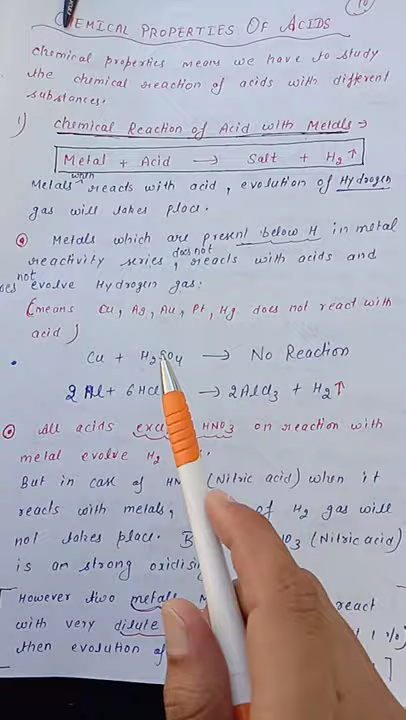 10
CHEMICAL PROPERTIES OF ACIDS
chemical properties means we have to study
the chemical reaction of acids with different
substances.
1) chemical Reaction of Acid with Metals →
Metal + Acid → Salt + H2↑
Metals when reacts with acid, evolution of Hydrogen
gas will takes place.
Metals which are present below H in metal
reactivity series, does not reacts with acids and
does not evolve Hydrogen gas:
(means Cu, Ag, Au, Pt, Hg does not react with
acid)
Cu + H2SO4 → No Reaction
2Al + 6HCl → 2AlCl3 + H2↑
All acids except HNO3 on reaction with
metal evolve H2
But in case of (Nitric acid) when it
reacts with metals, of H2 gas will
not takes place. (Nitric acid)
is an strong
[However two metals react
with very dilute 1%)
then evolution of ]